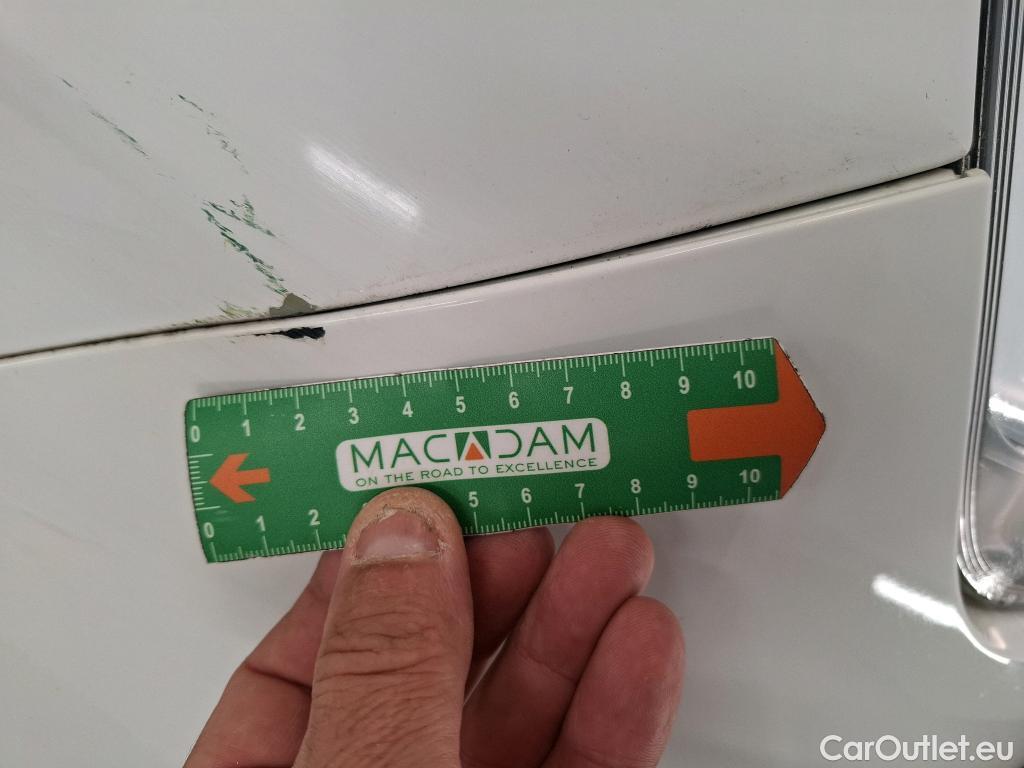 0 1 2 3 4 5 6 7 8 9 10
MACADAM
ON THE ROAD TO EXCELLENCE
0 1 2 5 6 7 8 9 10
CarOutlet.eu